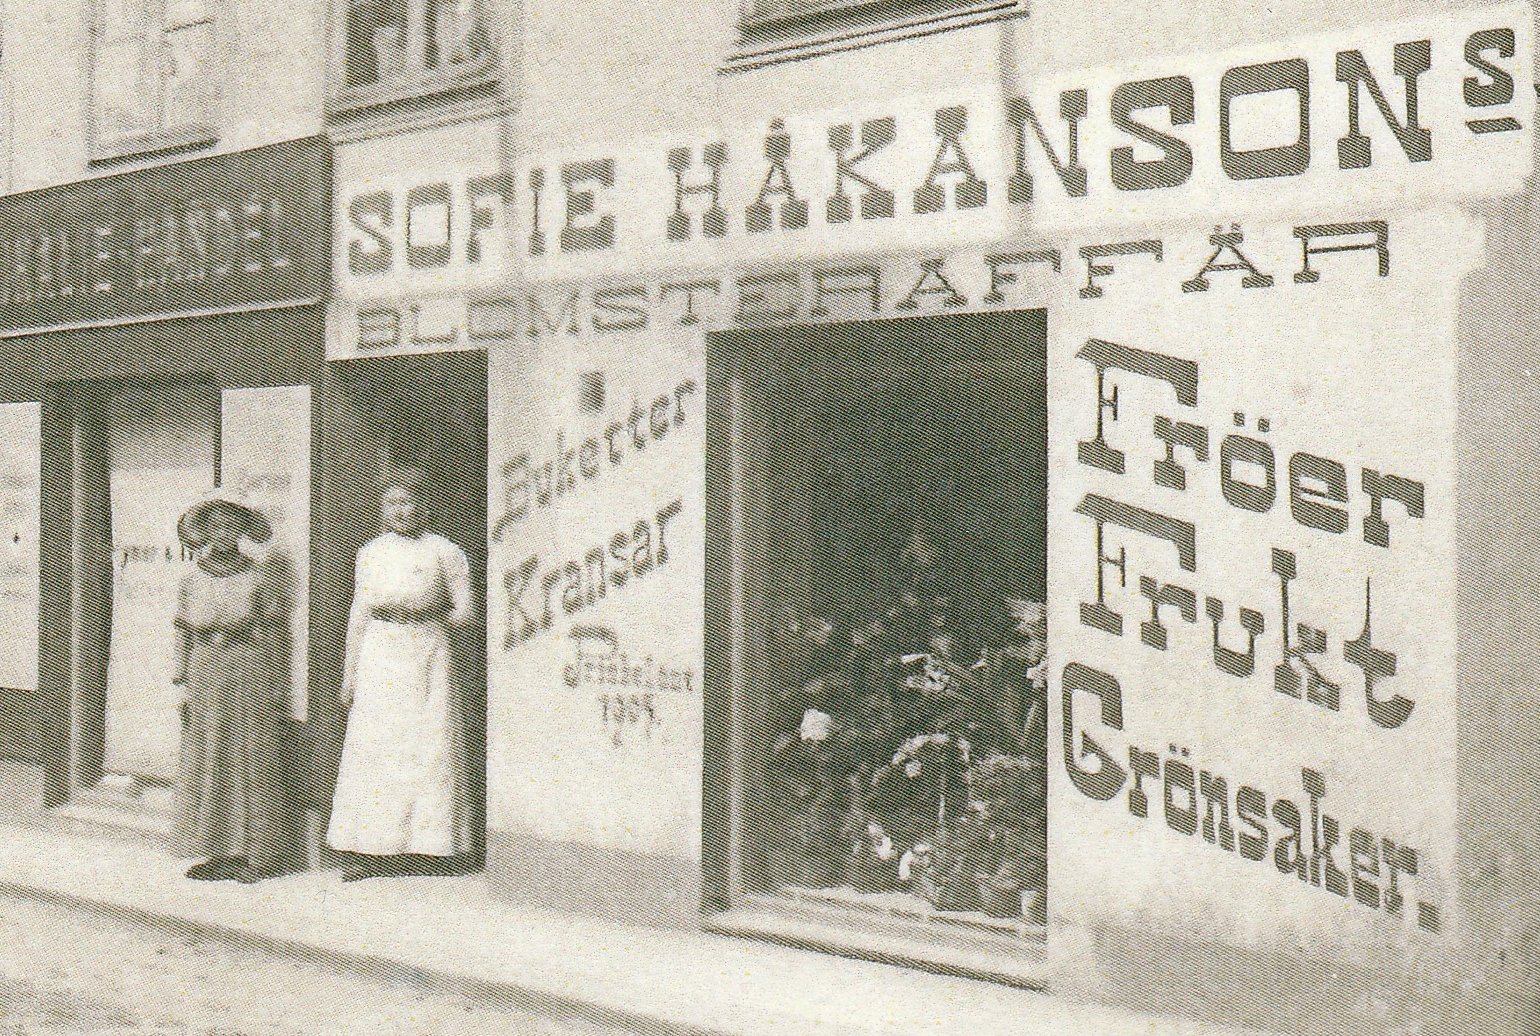 SOFIE HÅKANSONS
BLOMSTERAFFÄR
Buketter
Kransar
Fröer
Frukt
Grönsaker.